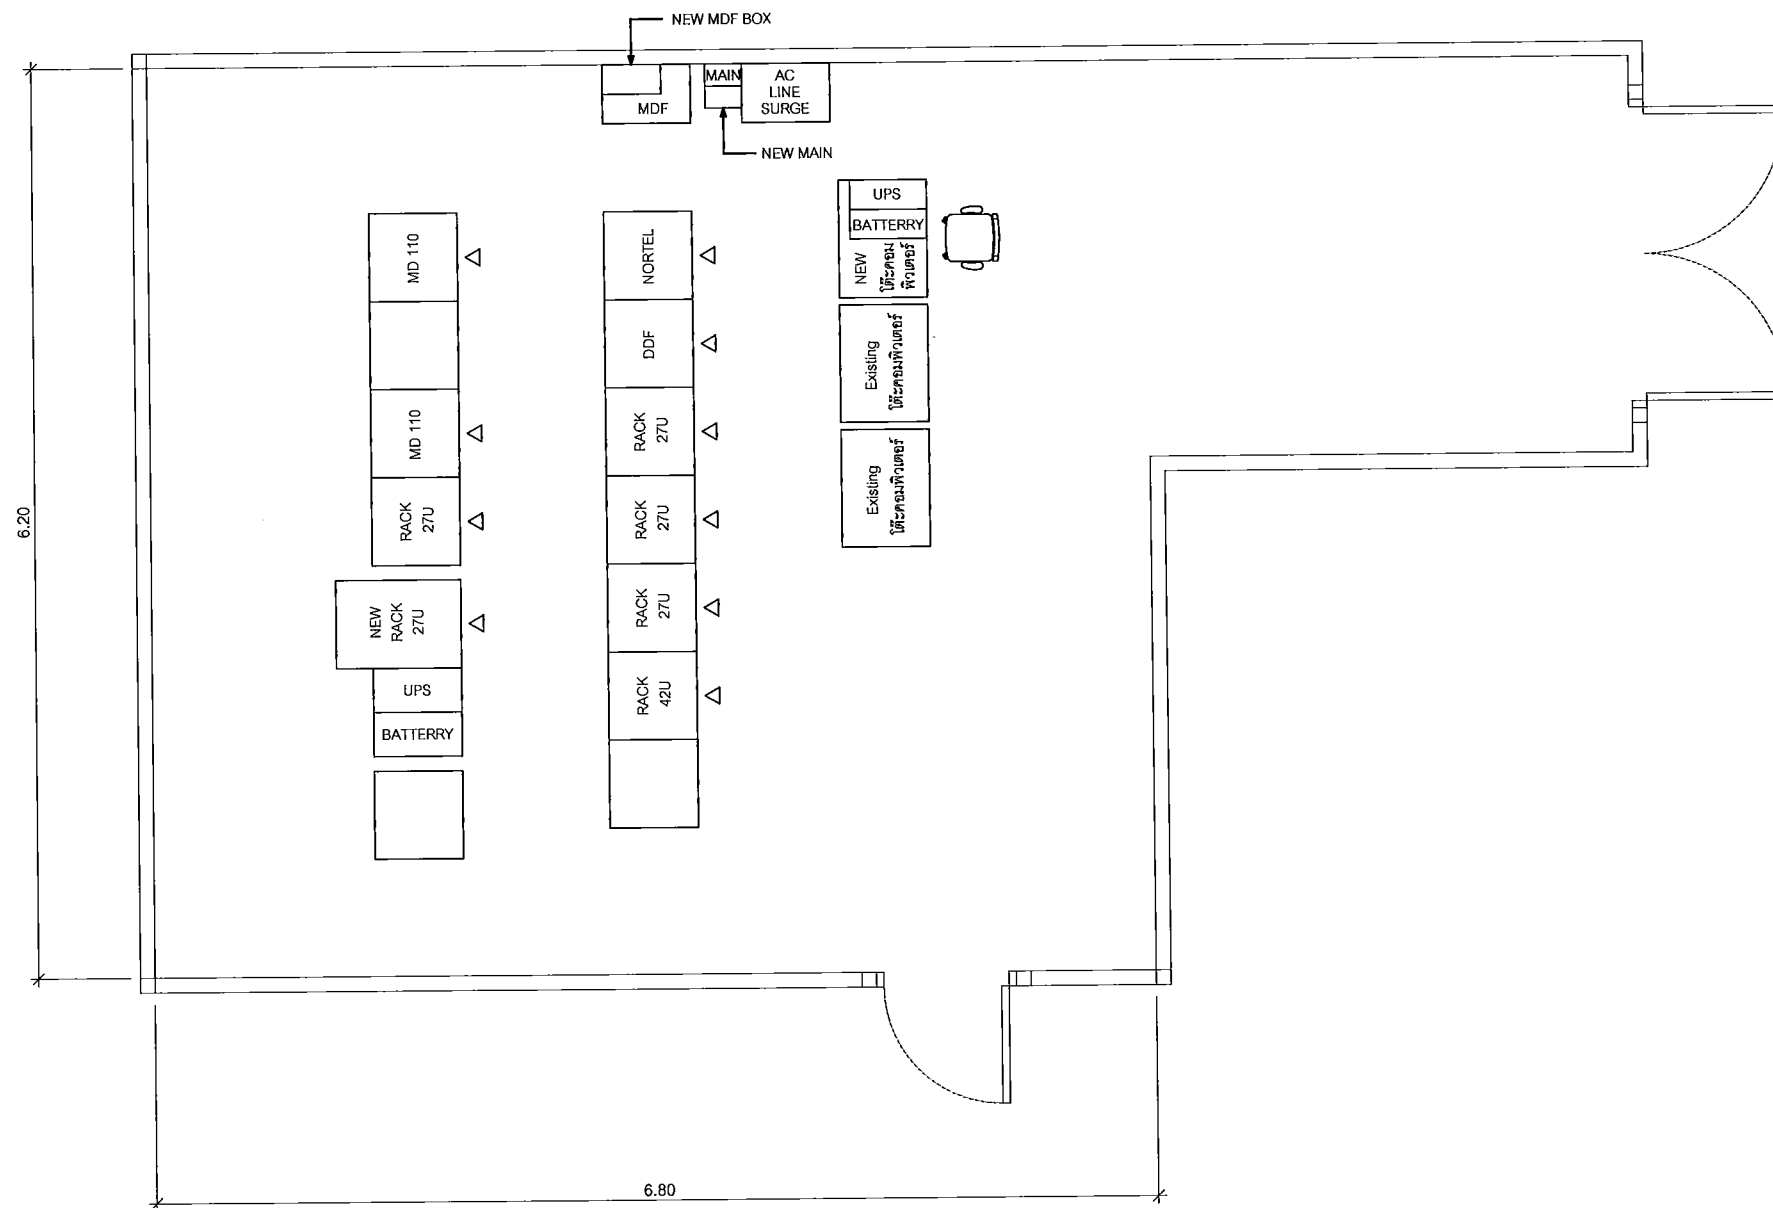 NEW MDF BOX
MAIN
AC
LINE
SURGE
MDF
NEW MAIN
6.20
MD 110
MD 110
RACK
27U
NEW
RACK
27U
UPS
BATTERRY
NORTEL
DDF
RACK
27U
RACK
27U
RACK
27U
RACK
42U
UPS
BATTERRY
NEW
โต๊ะคอม
พิวเตอร์
Existing
โต๊ะคอมพิวเตอร์
Existing
โต๊ะคอมพิวเตอร์
6.80